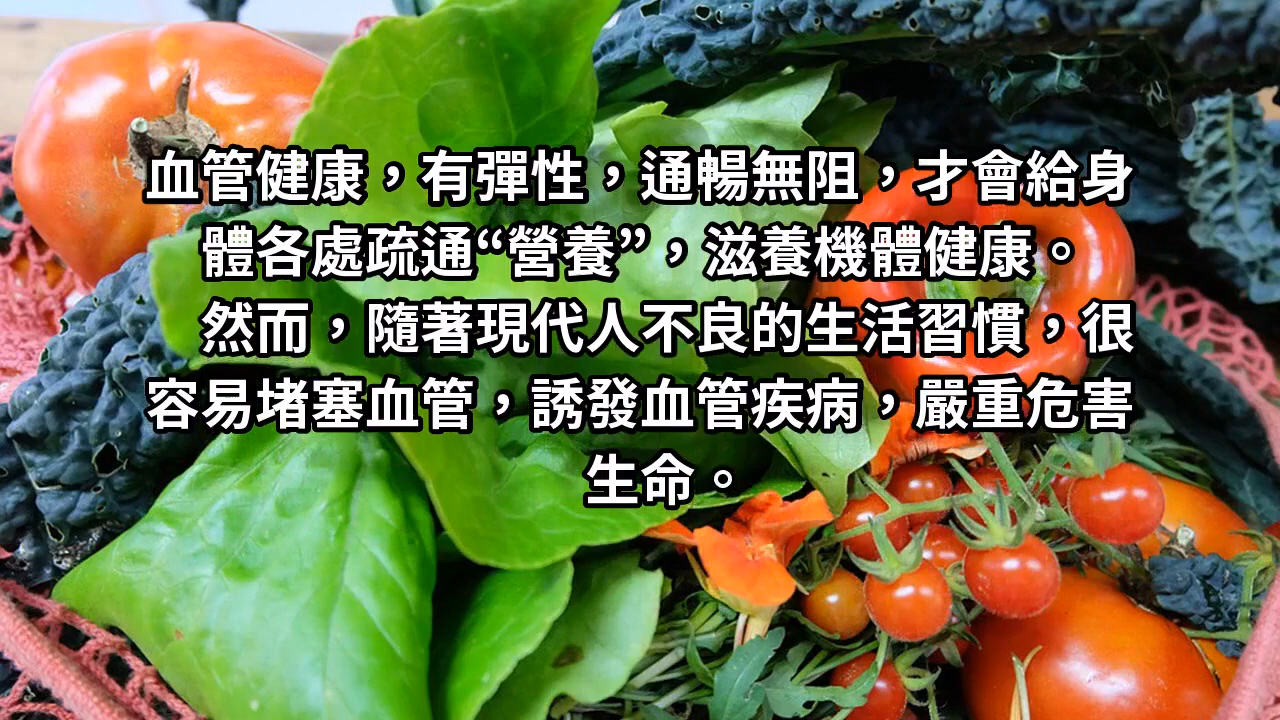 血管健康，有彈性，通暢無阻，才會給身
體各處疏通“營養”，滋養機體健康。
然而，隨著現代人不良的生活習慣，很
容易堵塞血管，誘發血管疾病，嚴重危害
生命。